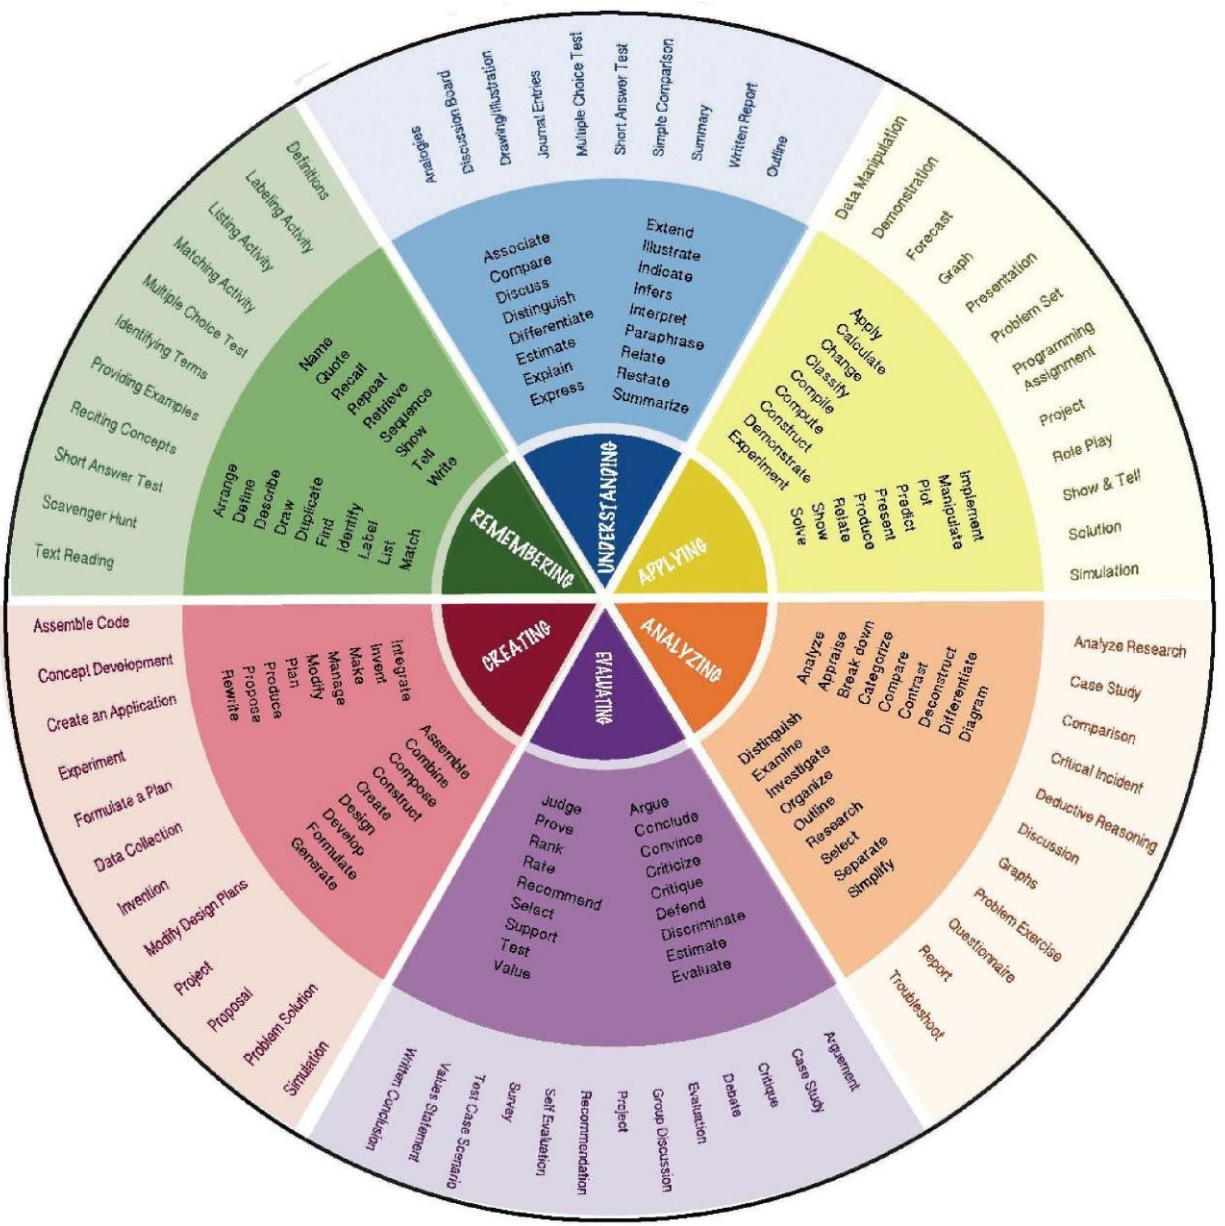 UNDERSTANDING
Associate
Compare
Discuss
Distinguish
Differentiate
Estimate
Explain
Express
Extend
Illustrate
Indicate
Infers
Interpret
Paraphrase
Relate
Restate
Summarize
Analogies
Discussion Board
Drawing/Illustration
Journal Entries
Multiple Choice Test
Short Answer Test
Simple Comparison
Summary
Written Report
Outline
APPLYING
Apply
Calculate
Change
Classify
Compile
Compute
Construct
Demonstrate
Experiment
Implement
Manipulate
Plot
Predict
Present
Produce
Relate
Show
Solve
Data Manipulation
Demonstration
Forecast
Graph
Presentation
Problem Set
Programming
Assignment
Project
Role Play
Show & Tell
Solution
Simulation
ANALYZING
Analyze
Appraise
Break down
Categorize
Compare
Contrast
Deconstruct
Differentiate
Diagram
Distinguish
Examine
Investigate
Organize
Outline
Research
Select
Separate
Simplify
Analyze Research
Case Study
Comparison
Critical Incident
Deductive Reasoning
Discussion
Graphs
Problem Exercise
Questionnaire
Report
Troubleshoot
EVALUATING
Argue
Conclude
Convince
Criticize
Critique
Defend
Discriminate
Estimate
Evaluate
Judge
Prove
Rank
Rate
Recommend
Select
Support
Test
Value
Arguement
Case Study
Critique
Debate
Evaluation
Group Discussion
Project
Recommendation
Self Evaluation
Survey
Test Case Scenario
Values Statement
Written Conclusion
CREATING
Assemble
Combine
Compose
Construct
Create
Design
Develop
Formulate
Generate
Integrate
Invent
Make
Manage
Modify
Plan
Produce
Propose
Rewrite
Assemble Code
Concept Development
Create an Application
Experiment
Formulate a Plan
Data Collection
Invention
Modify Design Plans
Project
Proposal
Problem Solution
Simulation
REMEMBERING
Arrange
Define
Describe
Draw
Duplicate
Find
Identify
Label
List
Match
Name
Quote
Recall
Repeat
Retrieve
Sequence
Show
Tell
Write
Definitions
Labeling Activity
Listing Activity
Matching Activity
Multiple Choice Test
Identifying Terms
Providing Examples
Reciting Concepts
Short Answer Test
Scavenger Hunt
Text Reading